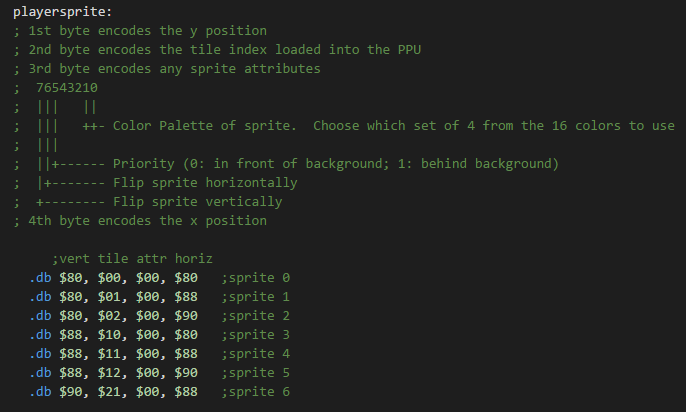 playersprite:
; 1st byte encodes the y position
; 2nd byte encodes the tile index loaded into the PPU
; 3rd byte encodes any sprite attributes
;  76543210
;  |||   ||
;  |||   ++- Color Palette of sprite.  Choose which set of 4 from the 16 colors to use
;  |||
;  ||+------ Priority (0: in front of background; 1: behind background)
;  |+------- Flip sprite horizontally
;  +-------- Flip sprite vertically
; 4th byte encodes the x position
;vert tile attr horiz
.db $80, $00, $00, $80   ;sprite 0
.db $80, $01, $00, $88   ;sprite 1
.db $80, $02, $00, $90   ;sprite 2
.db $88, $10, $00, $80   ;sprite 3
.db $88, $11, $00, $88   ;sprite 4
.db $88, $12, $00, $90   ;sprite 5
.db $90, $21, $00, $88   ;sprite 6